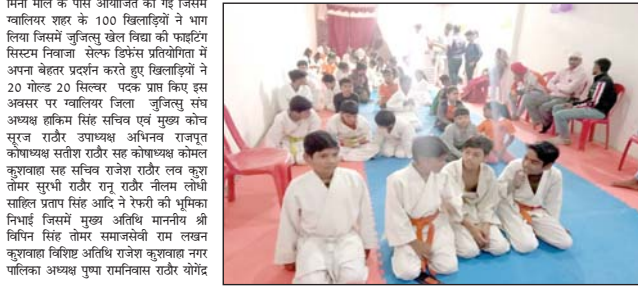 मिनी मॉल के पास आयोजित की गई जिसमें
ग्वालियर शहर के 100 खिलाड़ियों ने भाग
लिया जिसमें जुजित्सु खेल विद्या की फाइटिंग
सिस्टम निवाजा सेल्फ डिफेंस प्रतियोगिता में
अपना बेहतर प्रदर्शन करते हुए खिलाड़ियों ने
20 गोल्ड 20 सिल्वर पदक प्राप्त किए इस
अवसर पर ग्वालियर जिला जुजित्सु संघ
अध्यक्ष हाकिम सिंह सचिव एवं मुख्य कोच
सूरज राठौर उपाध्यक्ष अभिनव राजपूत
कोषाध्यक्ष सतीश राठौर सह कोषाध्यक्ष कोमल
कुशवाहा सह सचिव राजेश राठौर लव कुश
तोमर सुरभी राठौर रानू राठौर नीलम लोधी
साहिल प्रताप सिंह आदि ने रेफरी की भूमिका
निभाई जिसमें मुख्य अतिथि माननीय श्री
विपिन सिंह तोमर समाजसेवी राम लखन
कुशवाहा विशिष्ट अतिथि राजेश कुशवाहा नगर
पालिका अध्यक्ष पुष्पा रामनिवास राठौर योगेंद्र